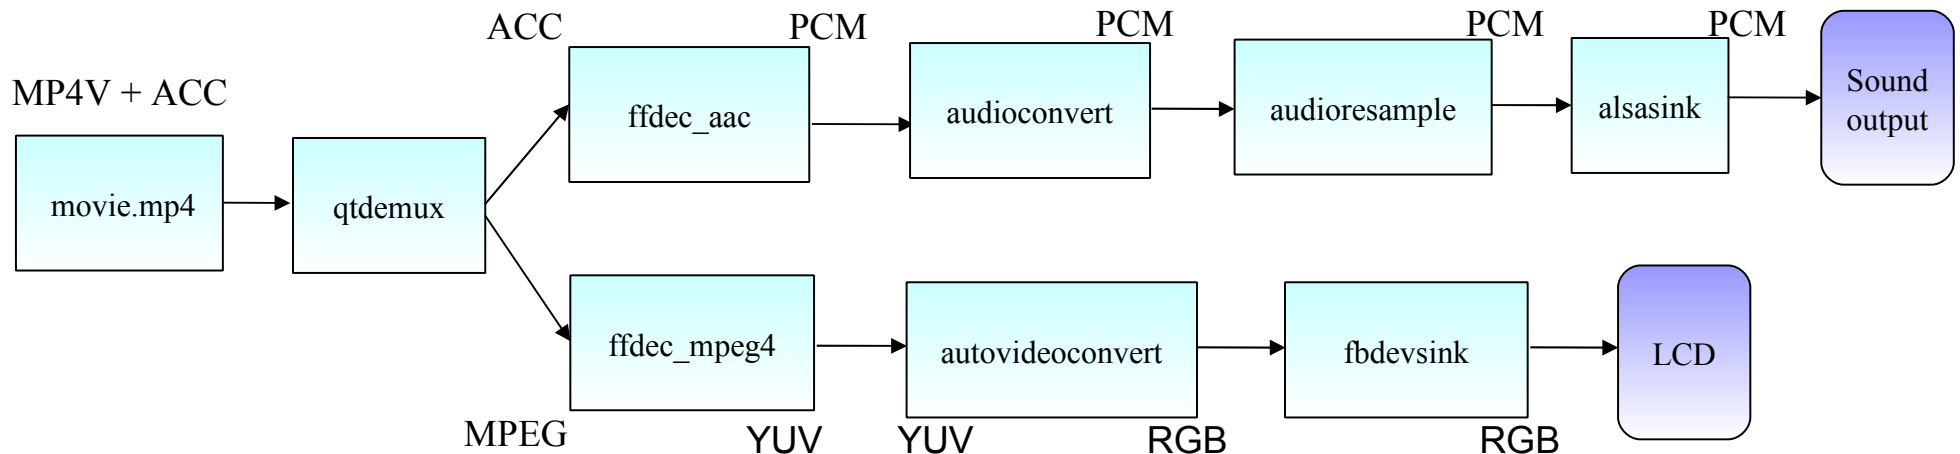 ACC
PCM
PCM
PCM
PCM
MP4V + ACC
movie.mp4
qtdemux
ffdec_aac
audioconvert
audioresample
alsasink
Sound
output
ffdec_mpeg4
autovideoconvert
fbdevsink
LCD
MPEG
YUV
YUV
RGB
RGB